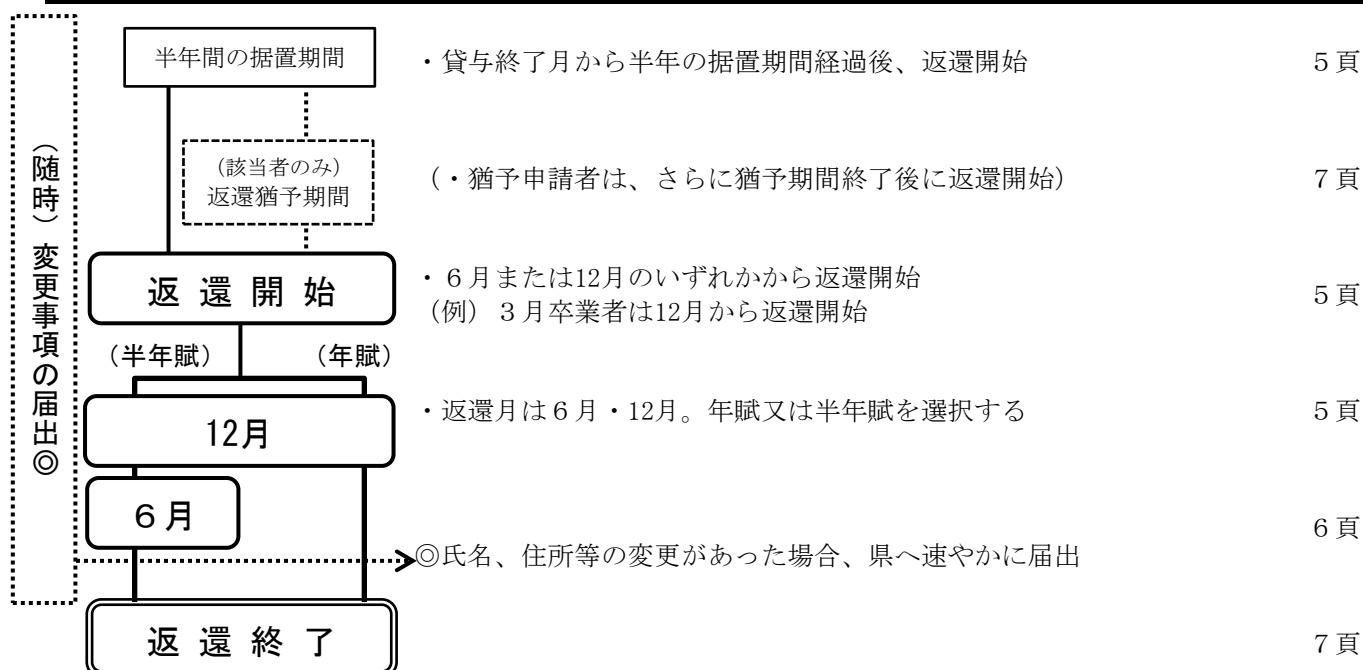 （随時）変更事項の届出◎
半年間の据置期間
・貸与終了月から半年の据置期間経過後、返還開始
５頁
（該当者のみ）
返還猶予期間
（・猶予申請者は、さらに猶予期間終了後に返還開始）
７頁
返 還 開 始
・６月または12月のいずれかから返還開始
（例）３月卒業者は12月から返還開始
５頁
（半年賦）
（年賦）
12月
・返還月は６月・12月。年賦又は半年賦を選択する
５頁
６月
６頁
◎氏名、住所等の変更があった場合、県へ速やかに届出
返 還 終 了
７頁